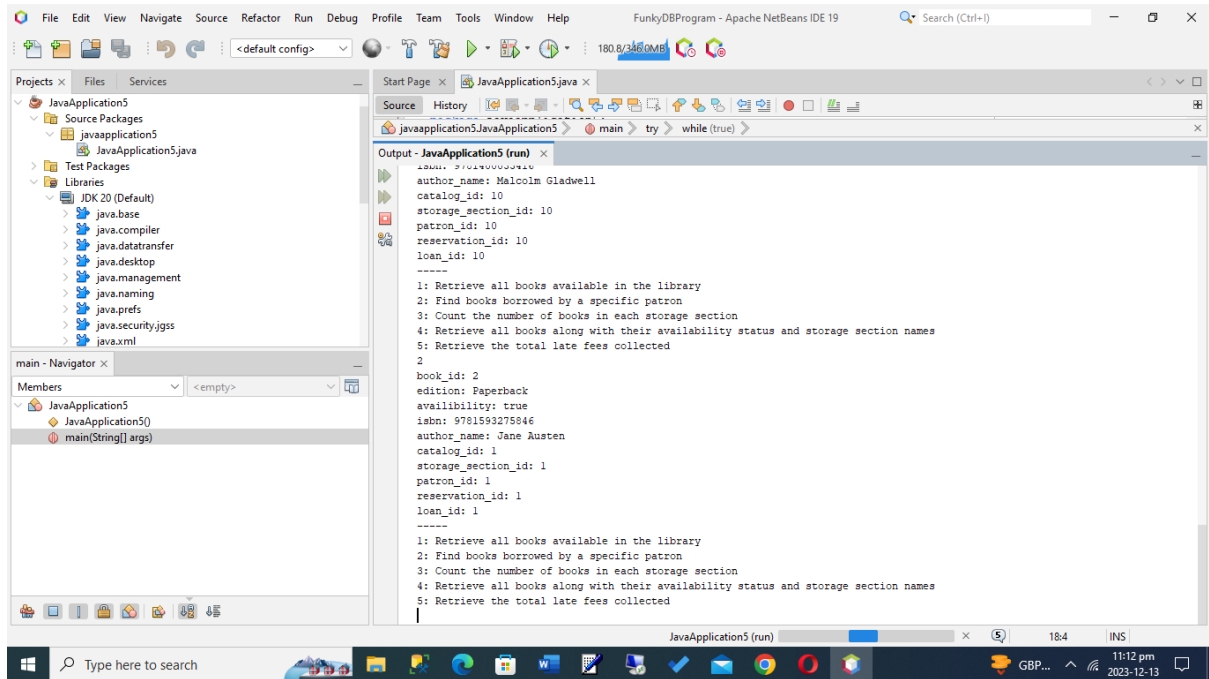 File Edit View Navigate Source Refactor Run Debug Profile Team Tools Window Help FunkyDBProgram - Apache NetBeans IDE 19 Search (Ctrl+I)
<default config> 180.8/346.0MB
Projects Files Services
JavaApplication5
Source Packages
javaapplication5
JavaApplication5.java
Test Packages
Libraries
JDK 20 (Default)
java.base
java.compiler
java.datatransfer
java.desktop
java.management
java.naming
java.prefs
java.security.jgss
java.xml
main - Navigator
Members <empty>
JavaApplication5
JavaApplication5()
main(String[] args)
Start Page JavaApplication5.java
Source History
javaapplication5.JavaApplication5 main try while (true)
Output - JavaApplication5 (run)
author_name: Malcolm Gladwell
catalog_id: 10
storage_section_id: 10
patron_id: 10
reservation_id: 10
loan_id: 10
-----
1: Retrieve all books available in the library
2: Find books borrowed by a specific patron
3: Count the number of books in each storage section
4: Retrieve all books along with their availability status and storage section names
5: Retrieve the total late fees collected
2
book_id: 2
edition: Paperback
availibility: true
isbn: 9781593275846
author_name: Jane Austen
catalog_id: 1
storage_section_id: 1
patron_id: 1
reservation_id: 1
loan_id: 1
-----
1: Retrieve all books available in the library
2: Find books borrowed by a specific patron
3: Count the number of books in each storage section
4: Retrieve all books along with their availability status and storage section names
5: Retrieve the total late fees collected
JavaApplication5 (run) 5 18:4 INS
Type here to search GBP... 11:12 pm
2023-12-13